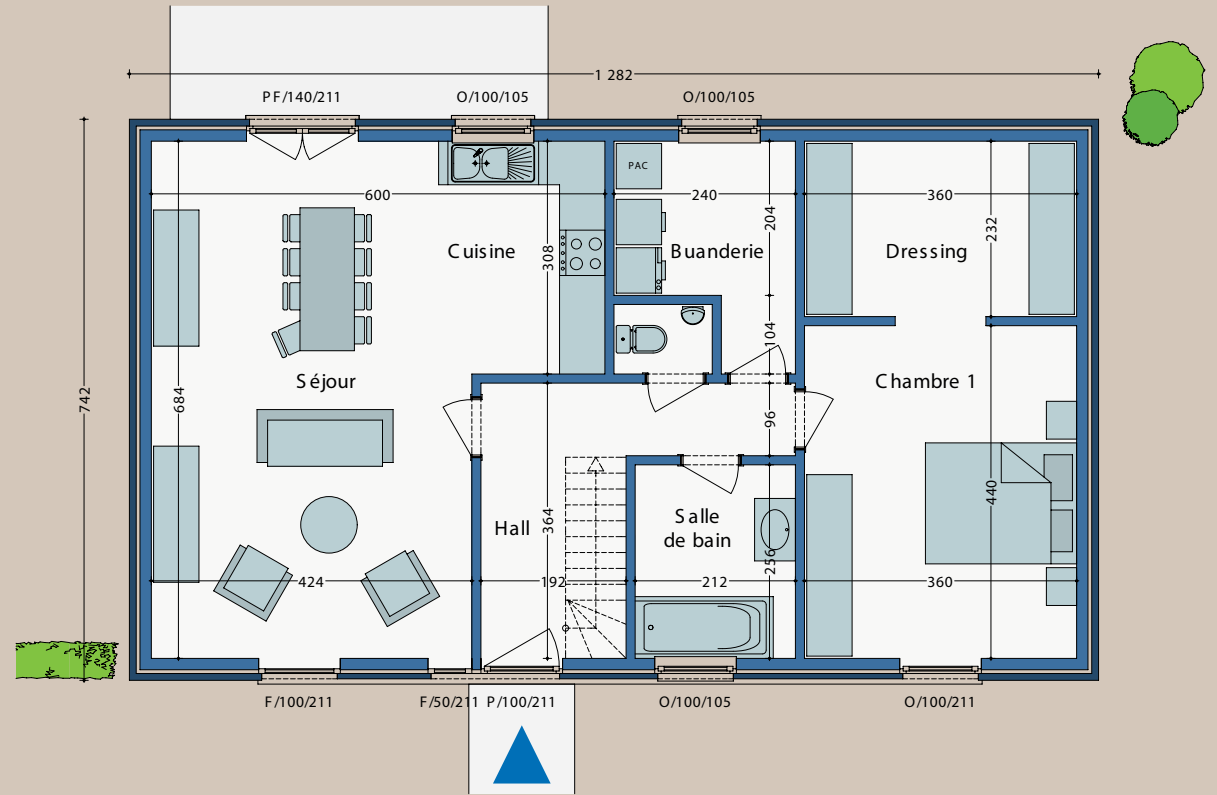 1 282
PF/140/211
O/100/105
O/100/105
PAC
600
240
360
204
232
Cuisine
308
Buanderie
Dressing
104
Séjour
Chambre 1
742
684
96
440
Hall
364
Salle
de bain
256
424
192
212
360
F/100/211
F/50/211
P/100/211
O/100/105
O/100/211